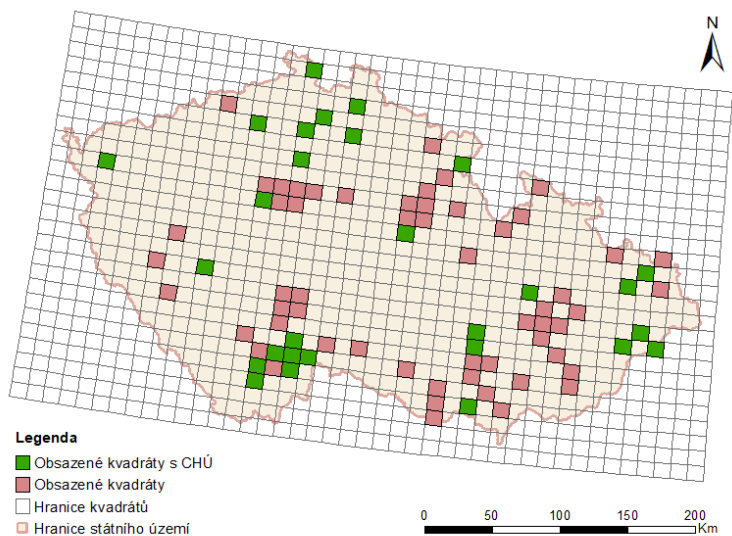 N
Legenda
Obsazené kvadráty s CHÚ
Obsazené kvadráty
Hranice kvadrátů
Hranice státního území
0 50 100 150 200
Km